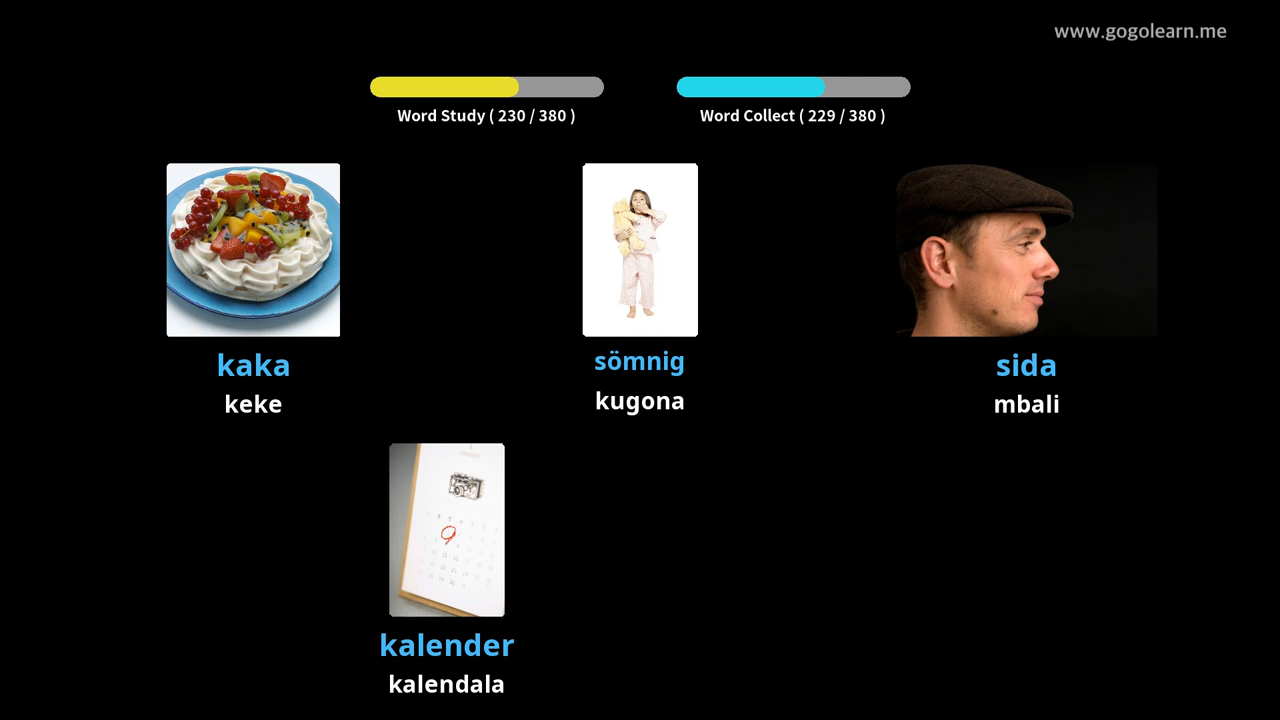 www.gogolearn.me
Word Study ( 230 / 380 )
Word Collect ( 229 / 380 )
kaka
keke
sömnig
kugona
sida
mbali
kalender
kalendala